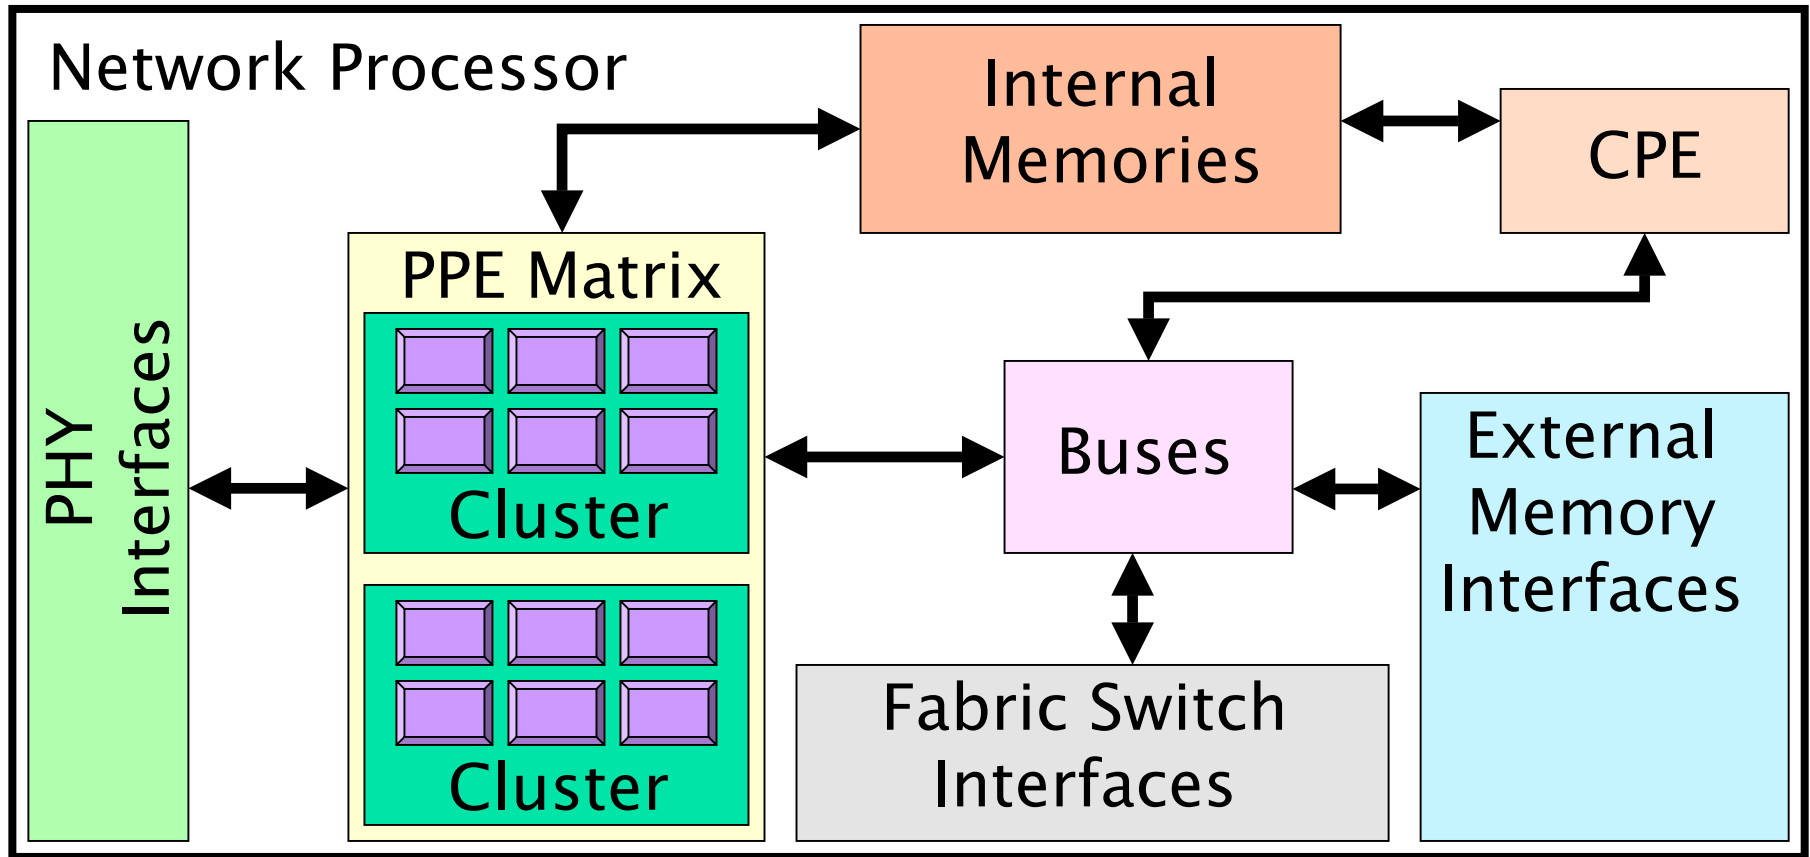 Network Processor
Internal
Memories
CPE
PHY
Interfaces
PPE Matrix
Cluster
Cluster
Buses
External
Memory
Interfaces
Fabric Switch
Interfaces